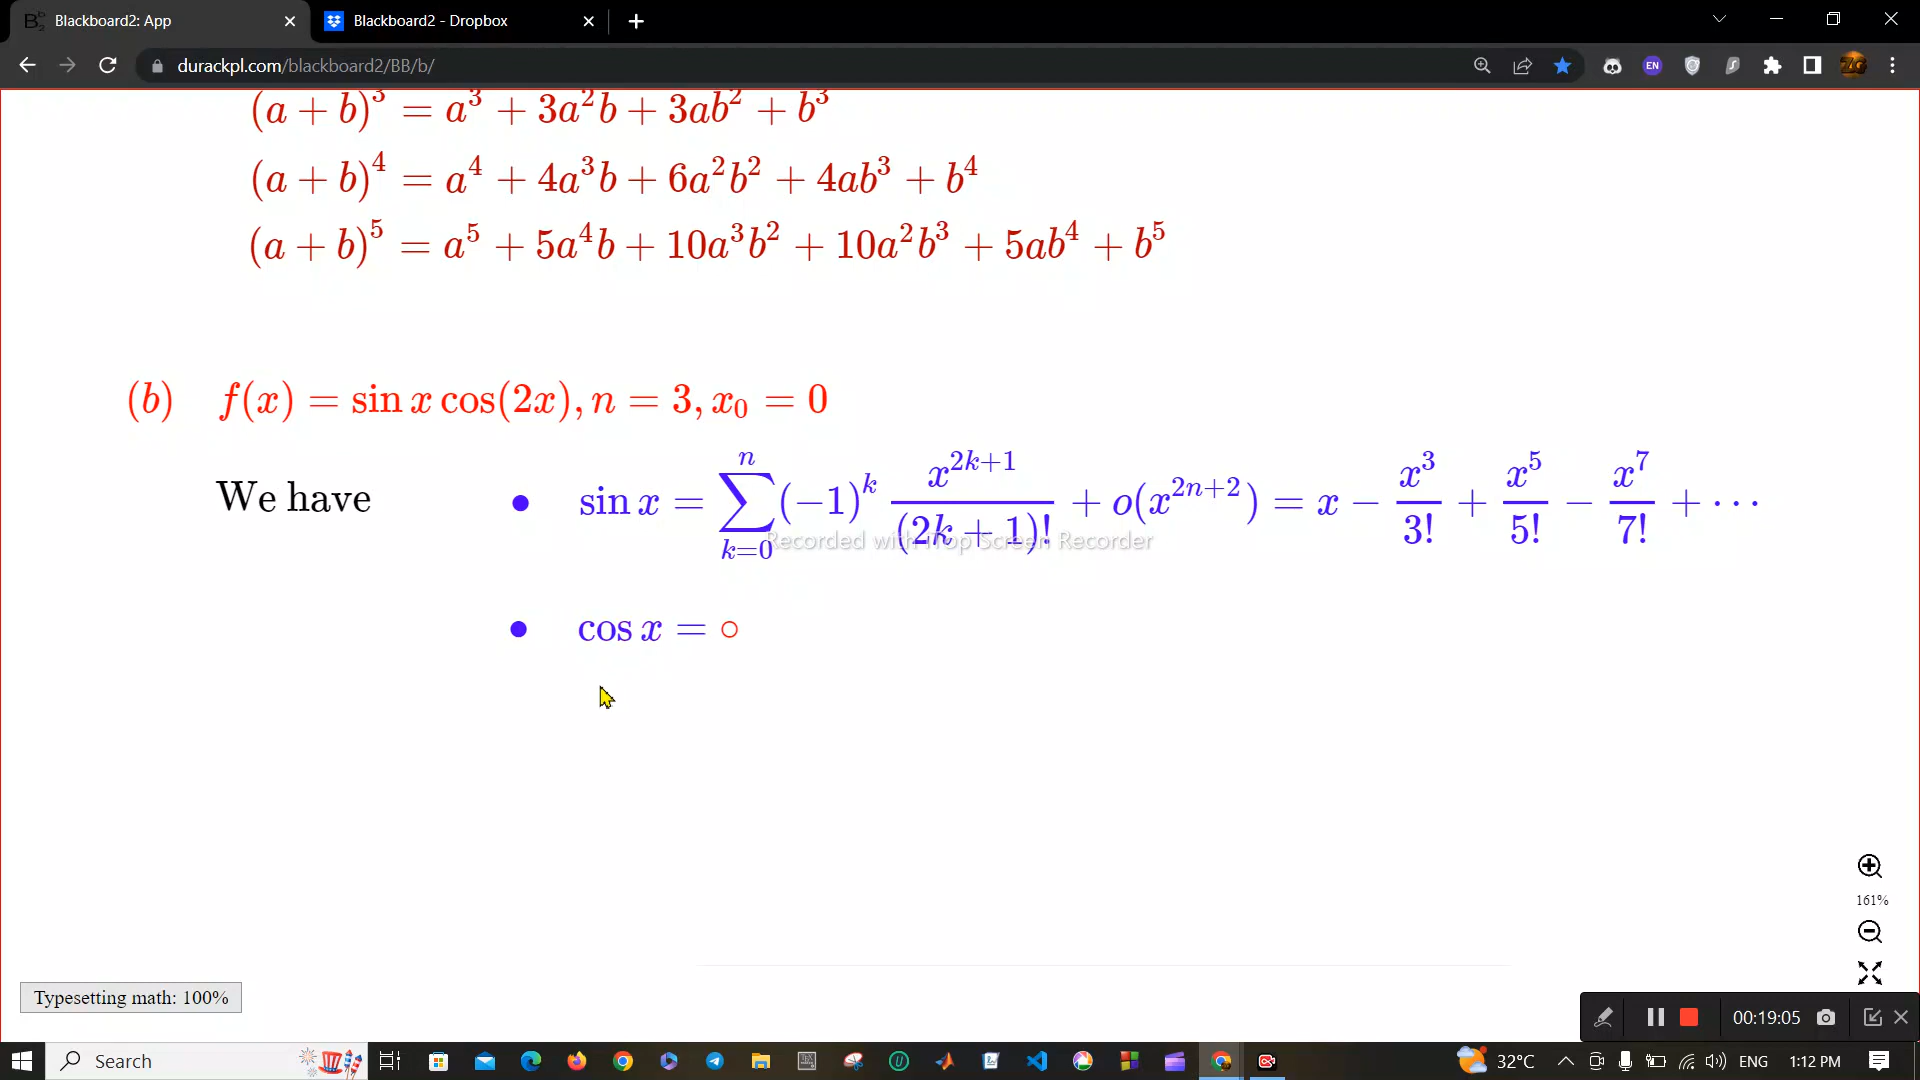 Blackboard2: App
Blackboard2 - Dropbox
durackpl.com/blackboard2/BB/b/
EN
(a + b)^3 = a^3 + 3a^2b + 3ab^2 + b^3
(a + b)^4 = a^4 + 4a^3b + 6a^2b^2 + 4ab^3 + b^4
(a + b)^5 = a^5 + 5a^4b + 10a^3b^2 + 10a^2b^3 + 5ab^4 + b^5
(b) f(x) = sin x cos(2x), n = 3, x_0 = 0
We have • sin x = \sum_{k=0}^{n} (-1)^k \frac{x^{2k+1}}{(2k+1)!} + o(x^{2n+2}) = x - \frac{x^3}{3!} + \frac{x^5}{5!} - \frac{x^7}{7!} + ⋯
Recorded with iTop Screen Recorder
• cos x = ○
161%
Typesetting math: 100%
00:19:05
Search
32°C
ENG
1:12 PM